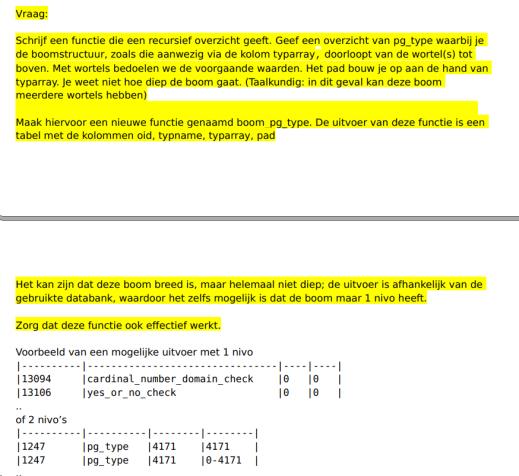 Vraag:
Schrijf een functie die een recursief overzicht geeft. Geef een overzicht van pg_type waarbij je
de boomstructuur, zoals die aanwezig via de kolom typarray, doorloopt van de wortel(s) tot
boven. Met wortels bedoelen we de voorgaande waarden. Het pad bouw je op aan de hand van
typarray. Je weet niet hoe diep de boom gaat. (Taalkundig: in dit geval kan deze boom
meerdere wortels hebben)
Maak hiervoor een nieuwe functie genaamd boom_pg_type. De uitvoer van deze functie is een
tabel met de kolommen oid, typname, typarray, pad
Het kan zijn dat deze boom breed is, maar helemaal niet diep; de uitvoer is afhankelijk van de
gebruikte databank, waardoor het zelfs mogelijk is dat de boom maar 1 nivo heeft.
Zorg dat deze functie ook effectief werkt.
Voorbeeld van een mogelijke uitvoer met 1 nivo
|----------|-------------------------------|----|----|
|13094 |cardinal_number_domain_check |0 |0 |
|13106 |yes_or_no_check |0 |0 |
..
of 2 nivo's
|----------|----------|--------|--------|
|1247 |pg_type |4171 |4171 |
|1247 |pg_type |4171 |0-4171 |